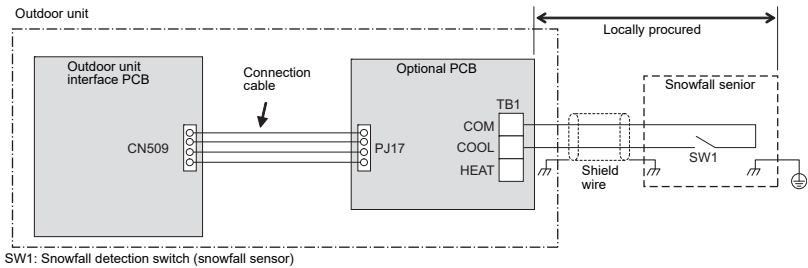 Outdoor unit
Locally procured
Outdoor unit
interface PCB
Connection
cable
Optional PCB
Snowfall senior
TB1
CN509
PJ17
COM
COOL
HEAT
SW1
Shield
wire
SW1: Snowfall detection switch (snowfall sensor)